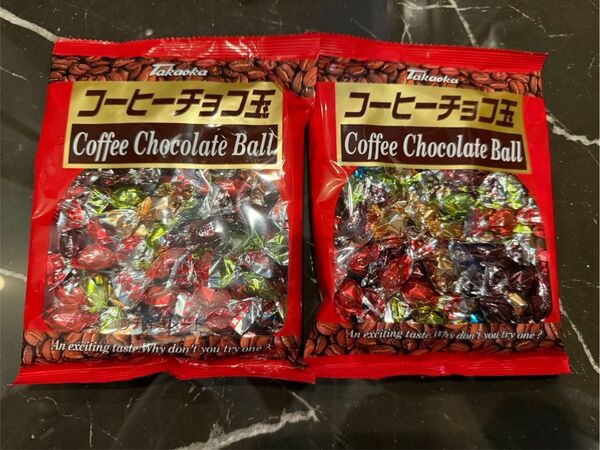 Takaoka
コーヒーチョコ玉
Coffee Chocolate Ball
An exciting taste. Why don't you try one?
Takaoka
コーヒーチョコ玉
Coffee Chocolate Ball
An exciting taste. Why don't you try one?